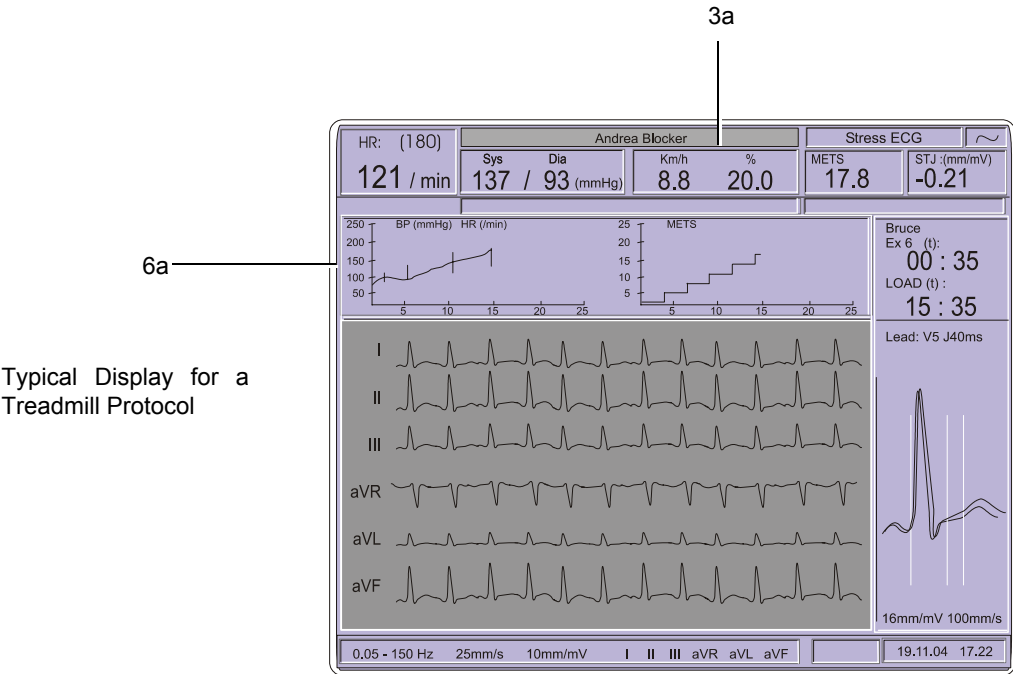 3a
HR: (180)
121 / min
Andrea Blocker
Stress ECG
Sys Dia
137 / 93 (mmHg)
Km/h %
8.8 20.0
METS
17.8
STJ :(mm/mV)
-0.21
6a
250 BP (mmHg) HR (/min)
200
150
100
50
5 10 15 20 25
25 METS
20
15
10
5
5 10 15 20 25
Bruce
Ex 6 (t):
00 : 35
LOAD (t) :
15 : 35
Typical Display for a
Treadmill Protocol
I
II
III
aVR
aVL
aVF
Lead: V5 J40ms
16mm/mV 100mm/s
0.05 - 150 Hz 25mm/s 10mm/mV I II III aVR aVL aVF
19.11.04 17.22